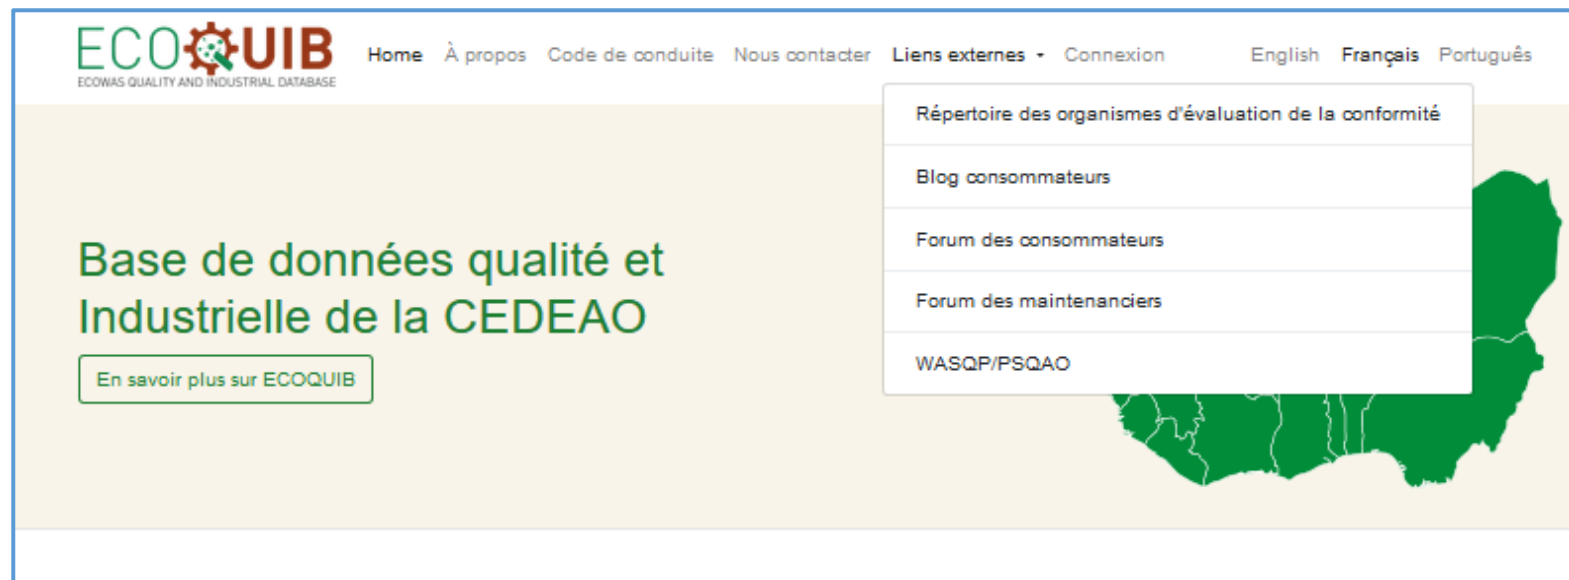 ECOQUIB
ECOWAS QUALITY AND INDUSTRIAL DATABASE
Home À propos Code de conduite Nous contacter Liens externes Connexion English Français Português
Répertoire des organismes d'évaluation de la conformité
Blog consommateurs
Forum des consommateurs
Forum des maintenanciers
WASQP/PSQAO
Base de données qualité et
Industrielle de la CEDEAO
En savoir plus sur ECOQUIB